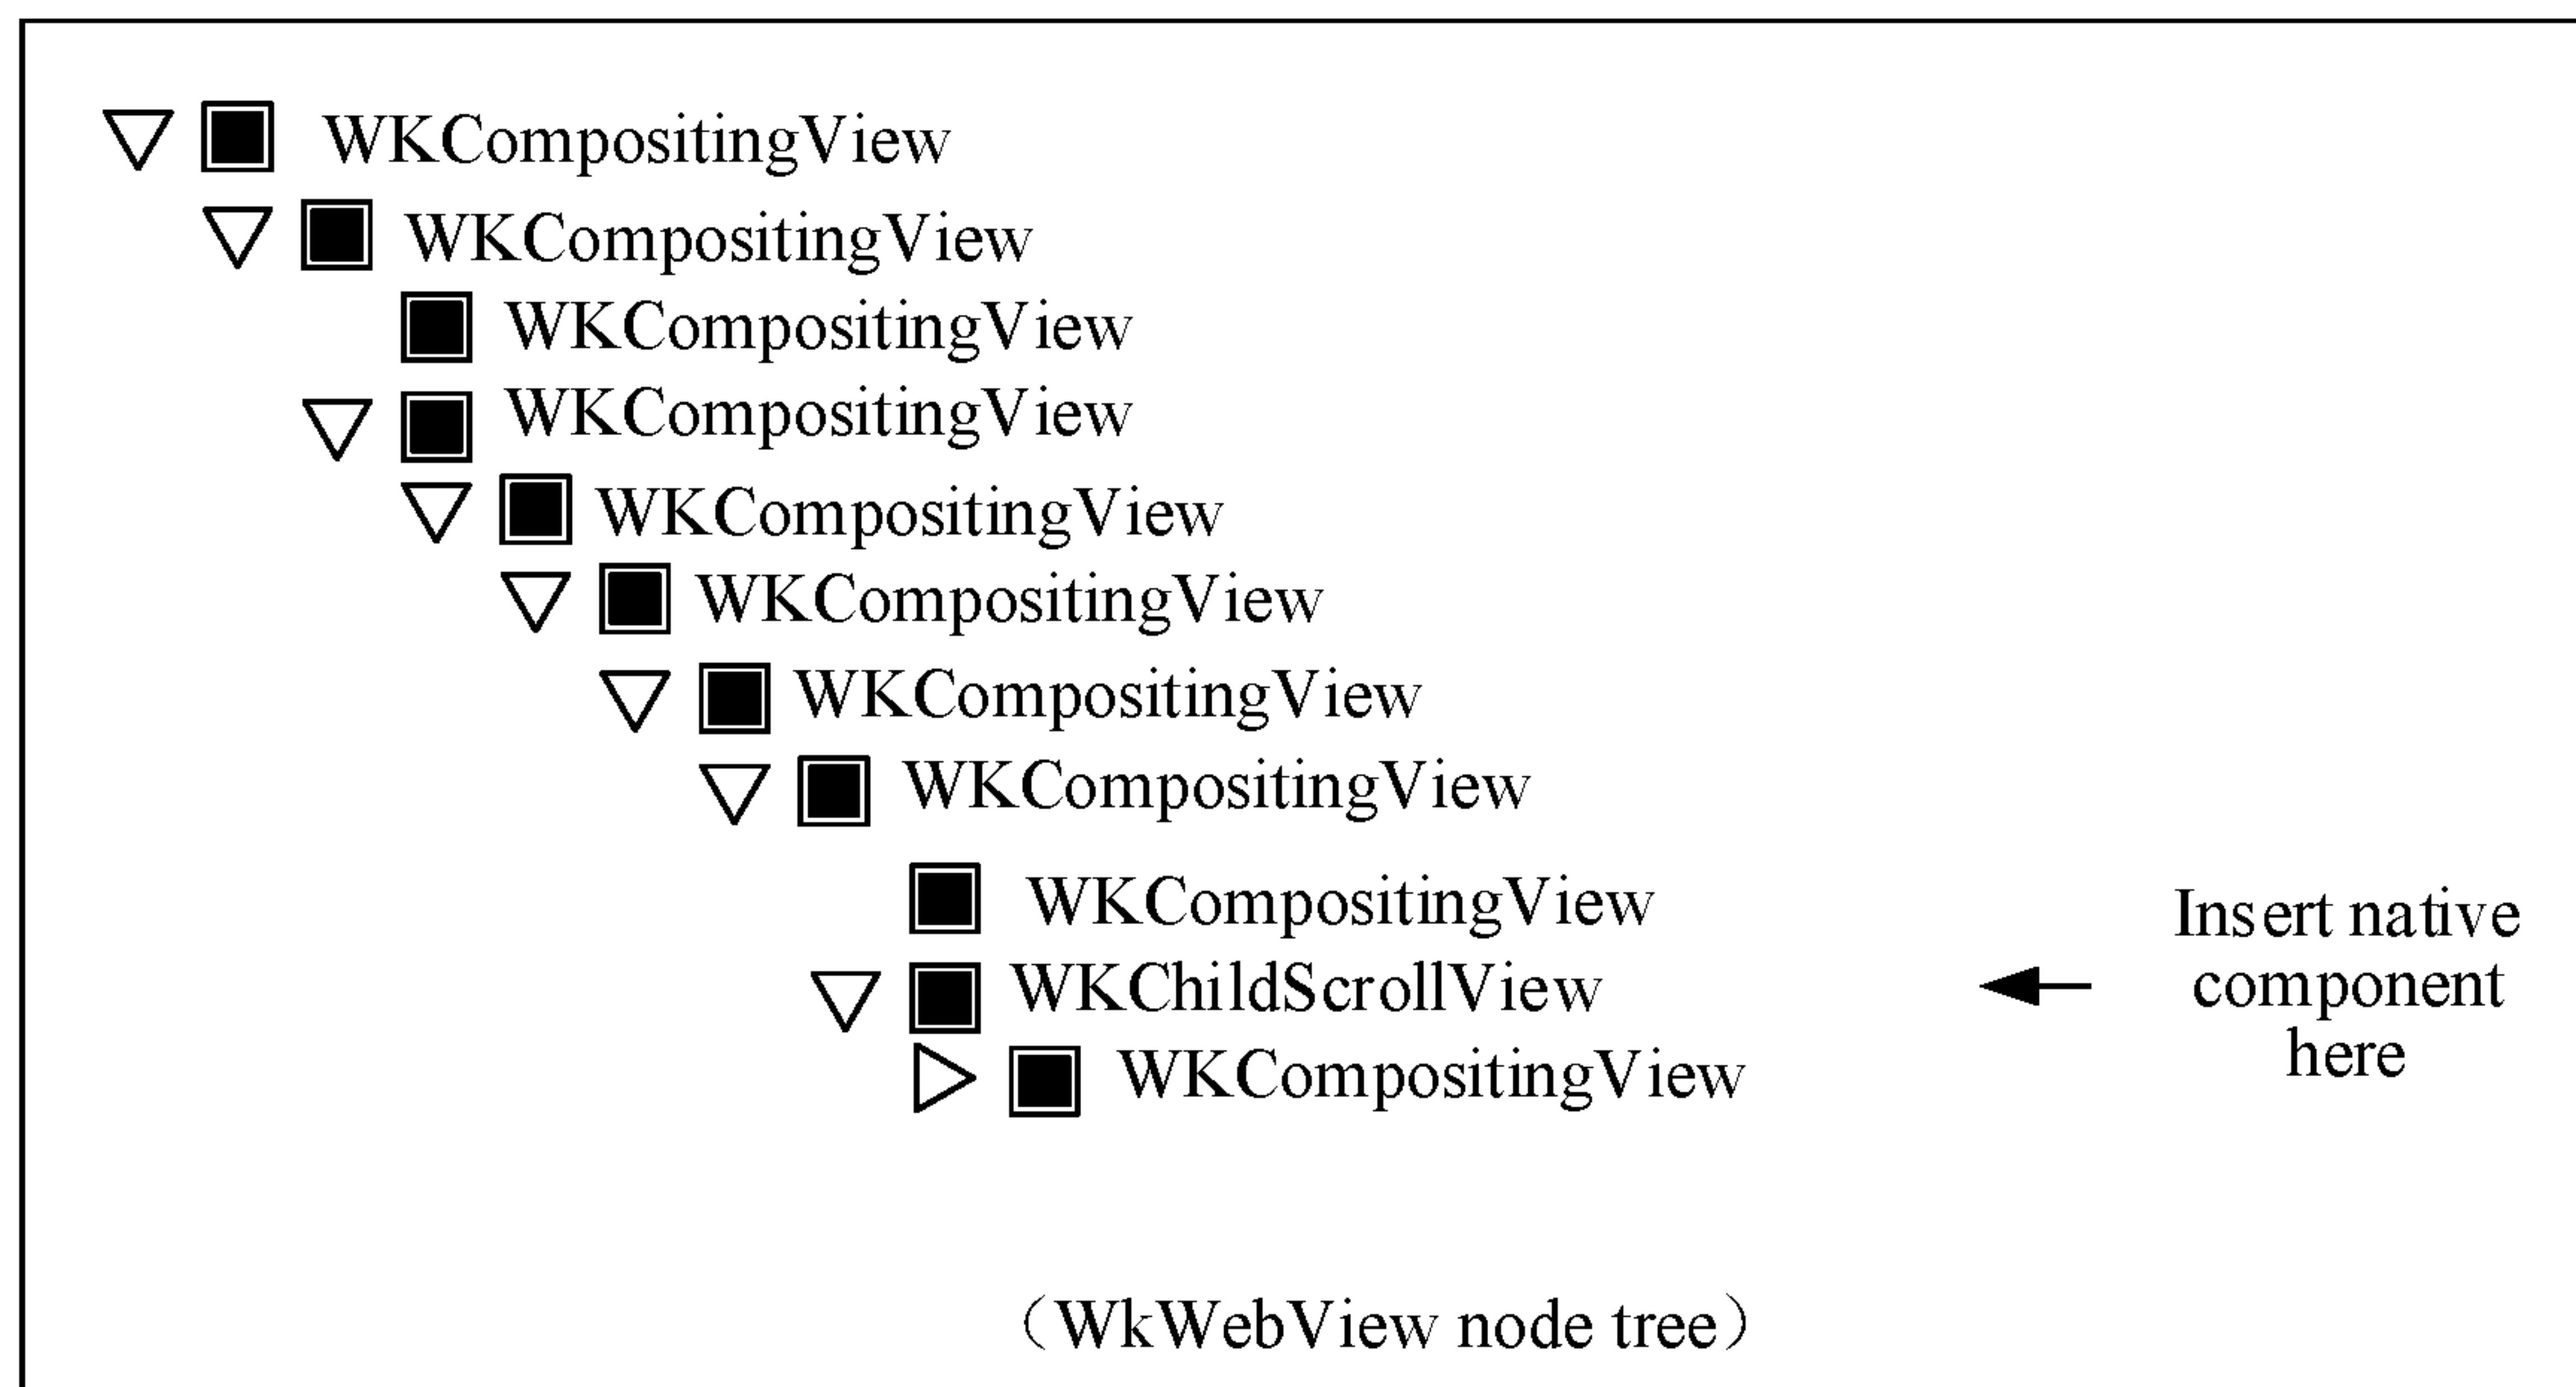 WKCompositingView
WKCompositingView
WKCompositingView
WKCompositingView
WKCompositingView
WKCompositingView
WKCompositingView
WKCompositingView
WKCompositingView
WKChildScrollView
WKCompositingView
Insert native
component
here
（WkWebView node tree）